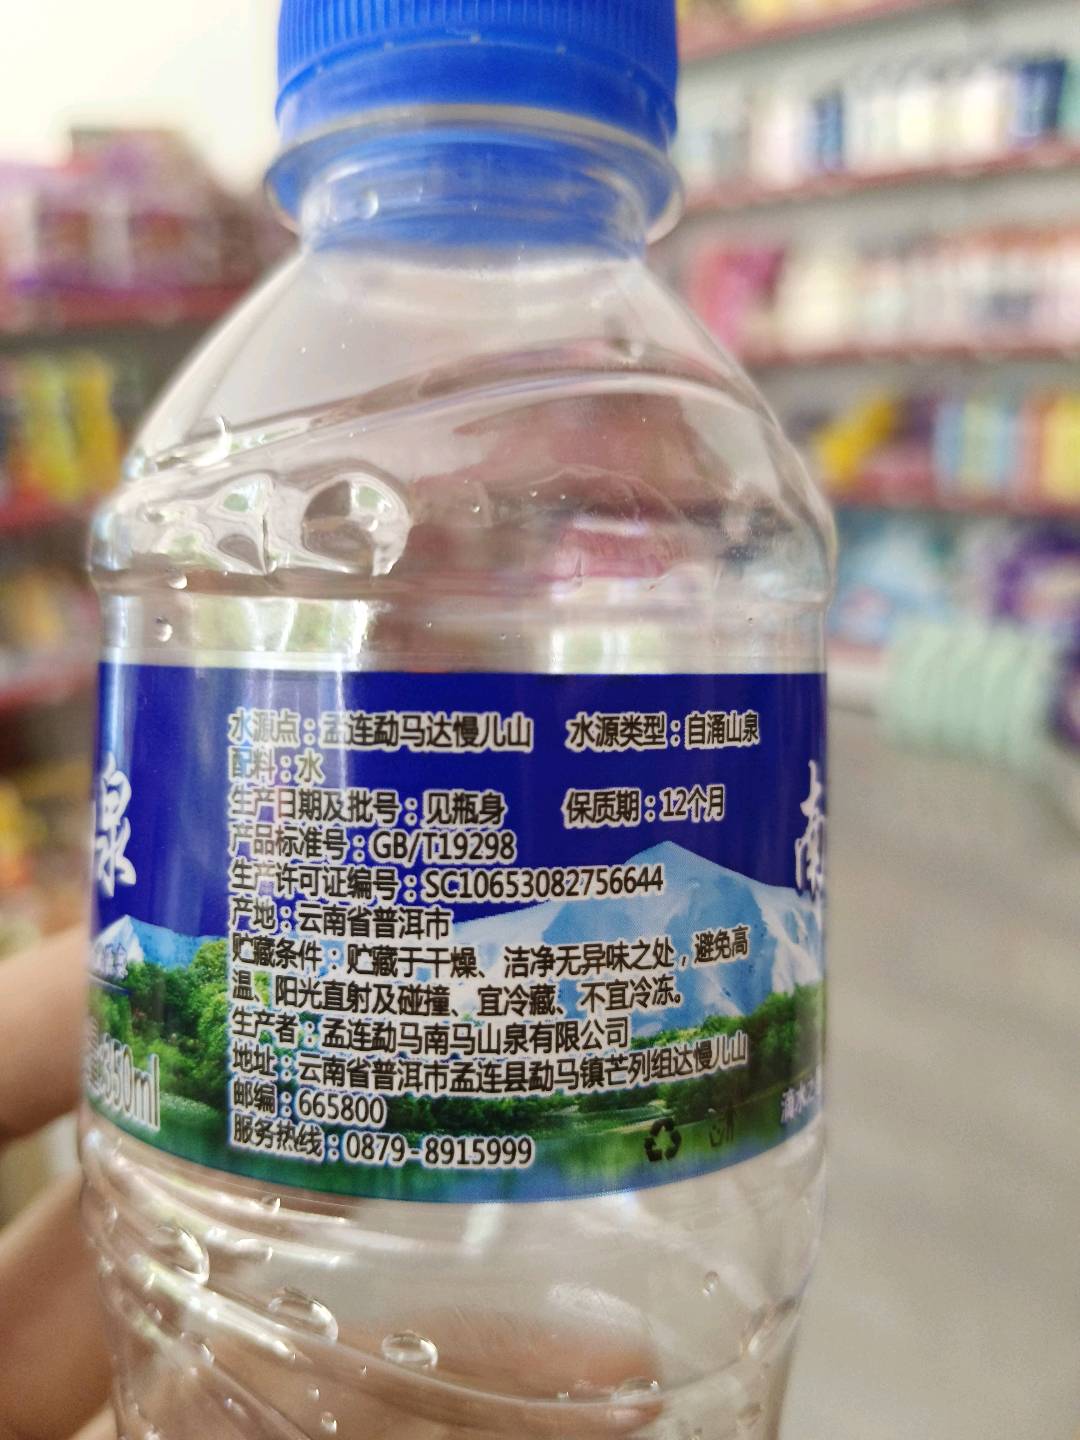 水源点：孟连勐马达慢儿山 水源类型：自涌山泉
配料：水
生产日期及批号：见瓶身 保质期：12个月
产品标准号：GB/T19298
生产许可证编号：SC10653082756644
产地：云南省普洱市
贮藏条件：贮藏于干燥、洁净无异味之处，避免高
温、阳光直射及碰撞、宜冷藏、不宜冷冻。
生产者：孟连勐马南马山泉有限公司
地址：云南省普洱市孟连县勐马镇芒列组达慢儿山
邮编：665800
服务热线：0879-8915999
泉
350ml
南
滴水